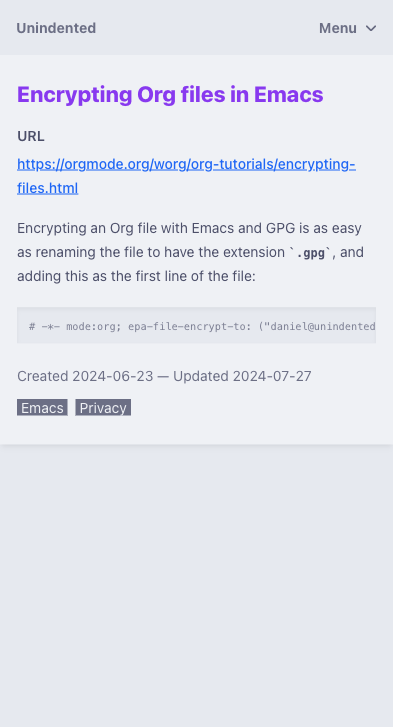 Unindented
Menu
Encrypting Org files in Emacs
URL
https://orgmode.org/worg/org-tutorials/encrypting-
files.html
Encrypting an Org file with Emacs and GPG is as easy
as renaming the file to have the extension `.gpg`, and
adding this as the first line of the file:
# -*- mode:org; epa-file-encrypt-to: ("daniel@unindented
Created 2024-06-23 — Updated 2024-07-27
Emacs Privacy